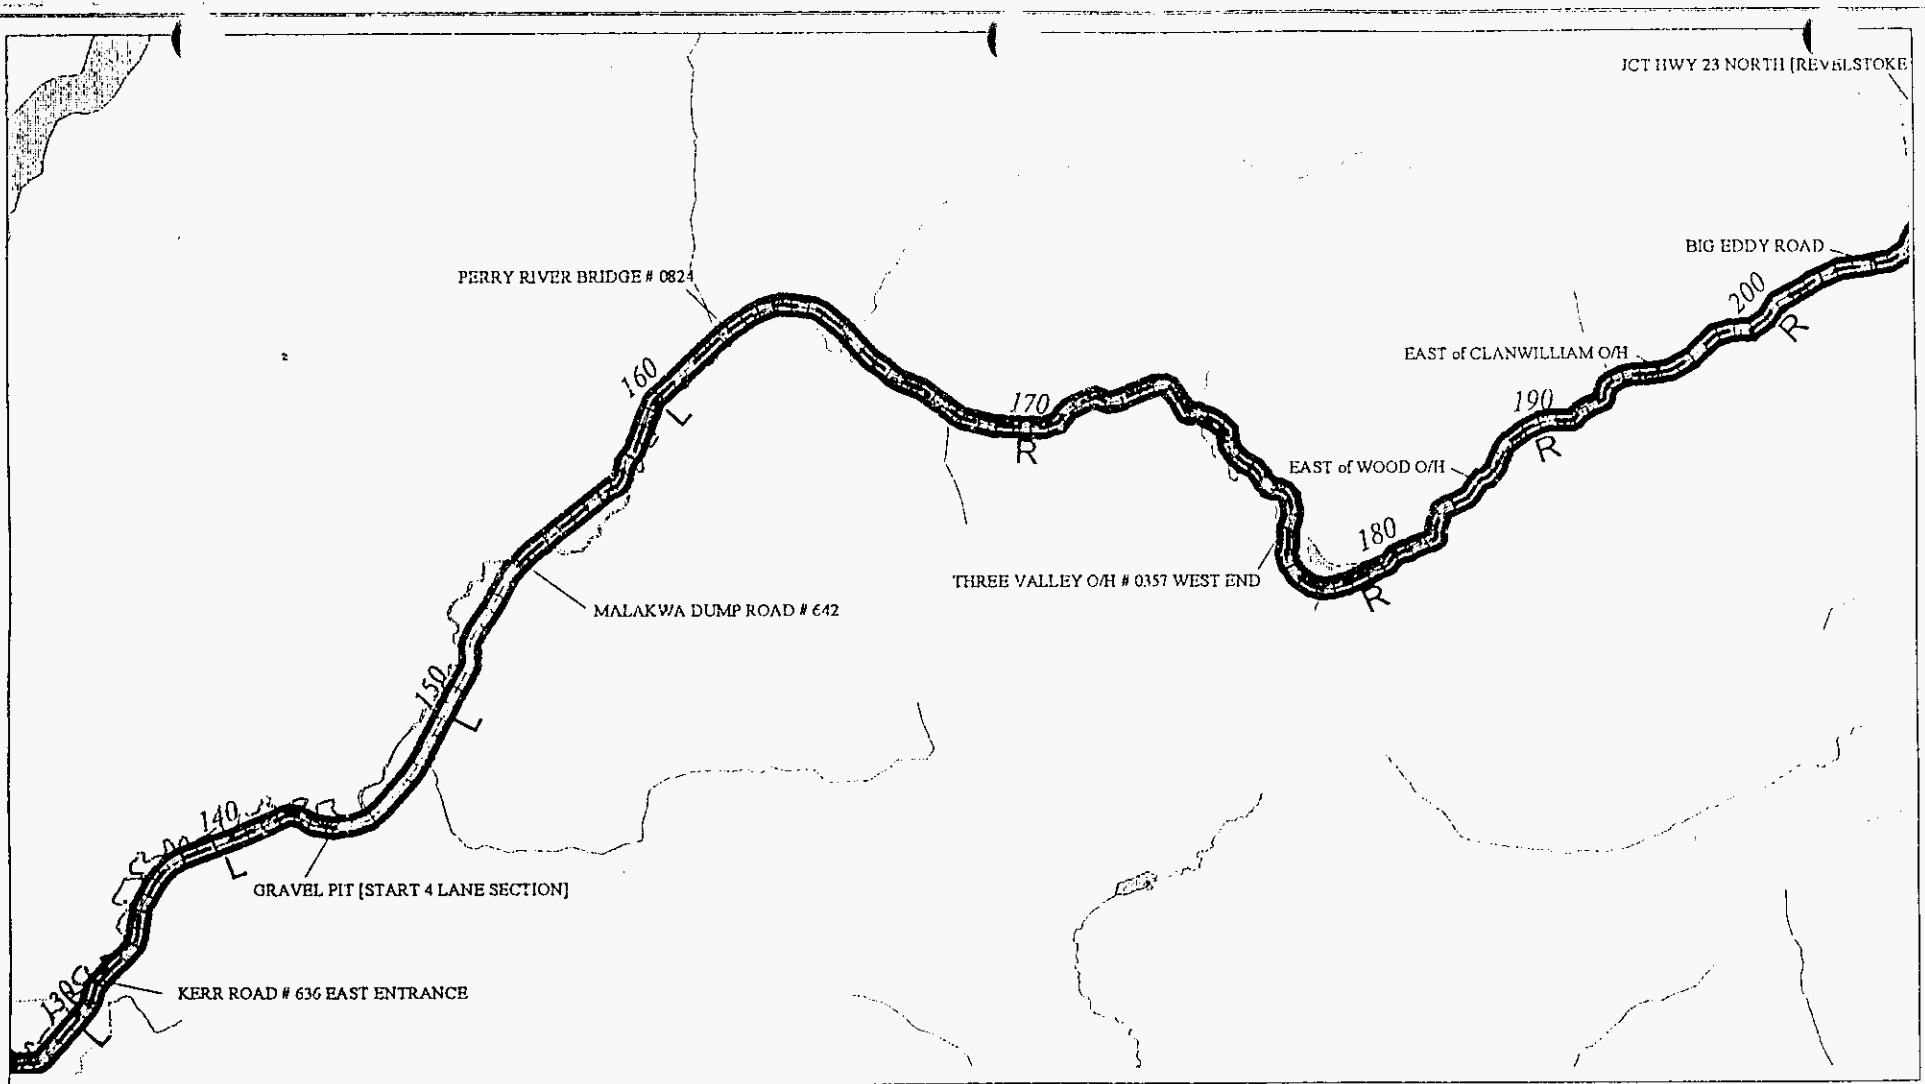 JCT HWY 23 NORTH [REVELSTOKE
BIG EDDY ROAD
PERRY RIVER BRIDGE # 0824
200
R
EAST of CLANWILLIAM O/H
160
L
170
R
190
R
EAST of WOOD O/H
180
R
THREE VALLEY O/H # 0357 WEST END
MALAKWA DUMP ROAD # 642
150
L
140
L
GRAVEL PIT [START 4 LANE SECTION]
130
L
KERR ROAD # 636 EAST ENTRANCE